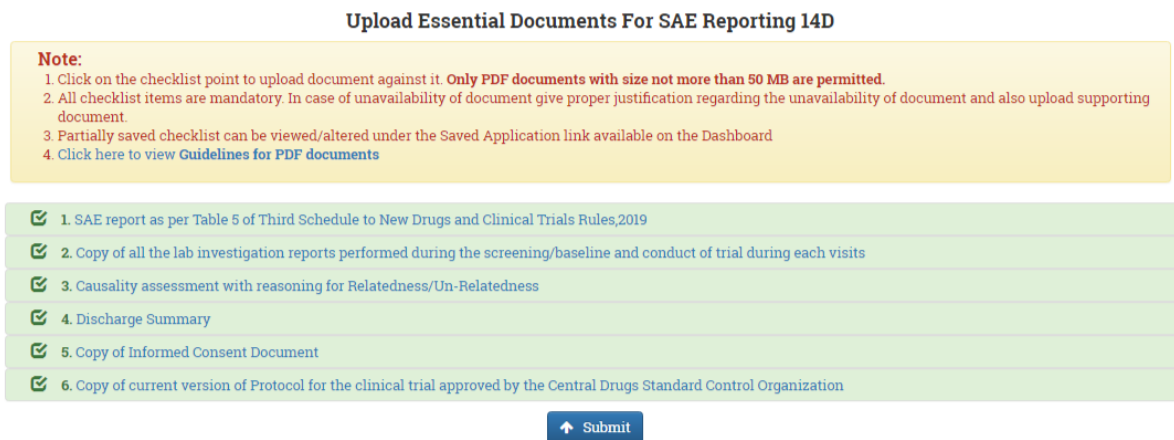 Upload Essential Documents For SAE Reporting 14D
Note:
1. Click on the checklist point to upload document against it. Only PDF documents with size not more than 50 MB are permitted.
2. All checklist items are mandatory. In case of unavailability of document give proper justification regarding the unavailability of document and also upload supporting
document.
3. Partially saved checklist can be viewed/altered under the Saved Application link available on the Dashboard
4. Click here to view Guidelines for PDF documents
1. SAE report as per Table 5 of Third Schedule to New Drugs and Clinical Trials Rules,2019
2. Copy of all the lab investigation reports performed during the screening/baseline and conduct of trial during each visits
3. Causality assessment with reasoning for Relatedness/Un-Relatedness
4. Discharge Summary
5. Copy of Informed Consent Document
6. Copy of current version of Protocol for the clinical trial approved by the Central Drugs Standard Control Organization
Submit